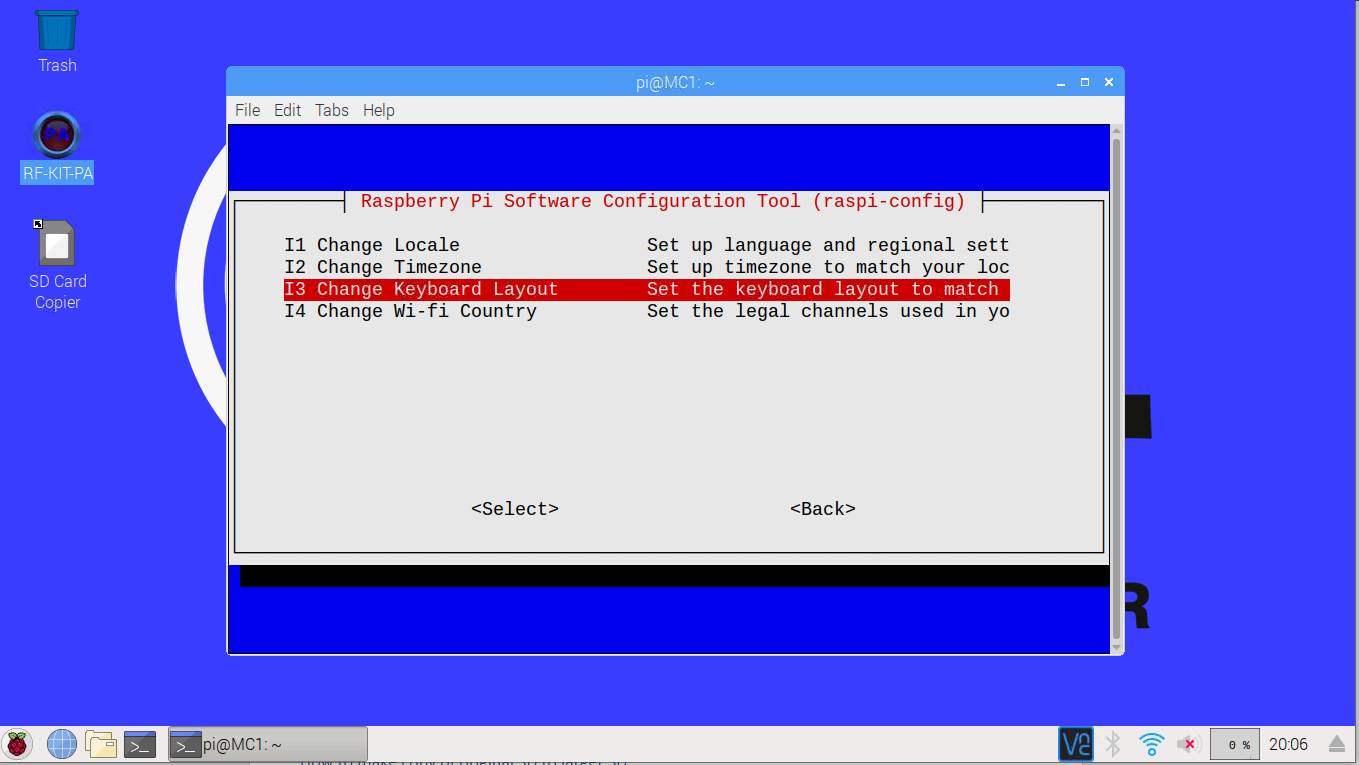 Trash
RF-KIT-PA
SD Card
Copier
pi@MC1: ~
File Edit Tabs Help
Raspberry Pi Software Configuration Tool (raspi-config)
I1 Change Locale Set up language and regional sett
I2 Change Timezone Set up timezone to match your loc
I3 Change Keyboard Layout Set the keyboard layout to match
I4 Change Wi-fi Country Set the legal channels used in yo
<Select> <Back>
R
>_ >_ pi@MC1: ~ 0 % 20:06